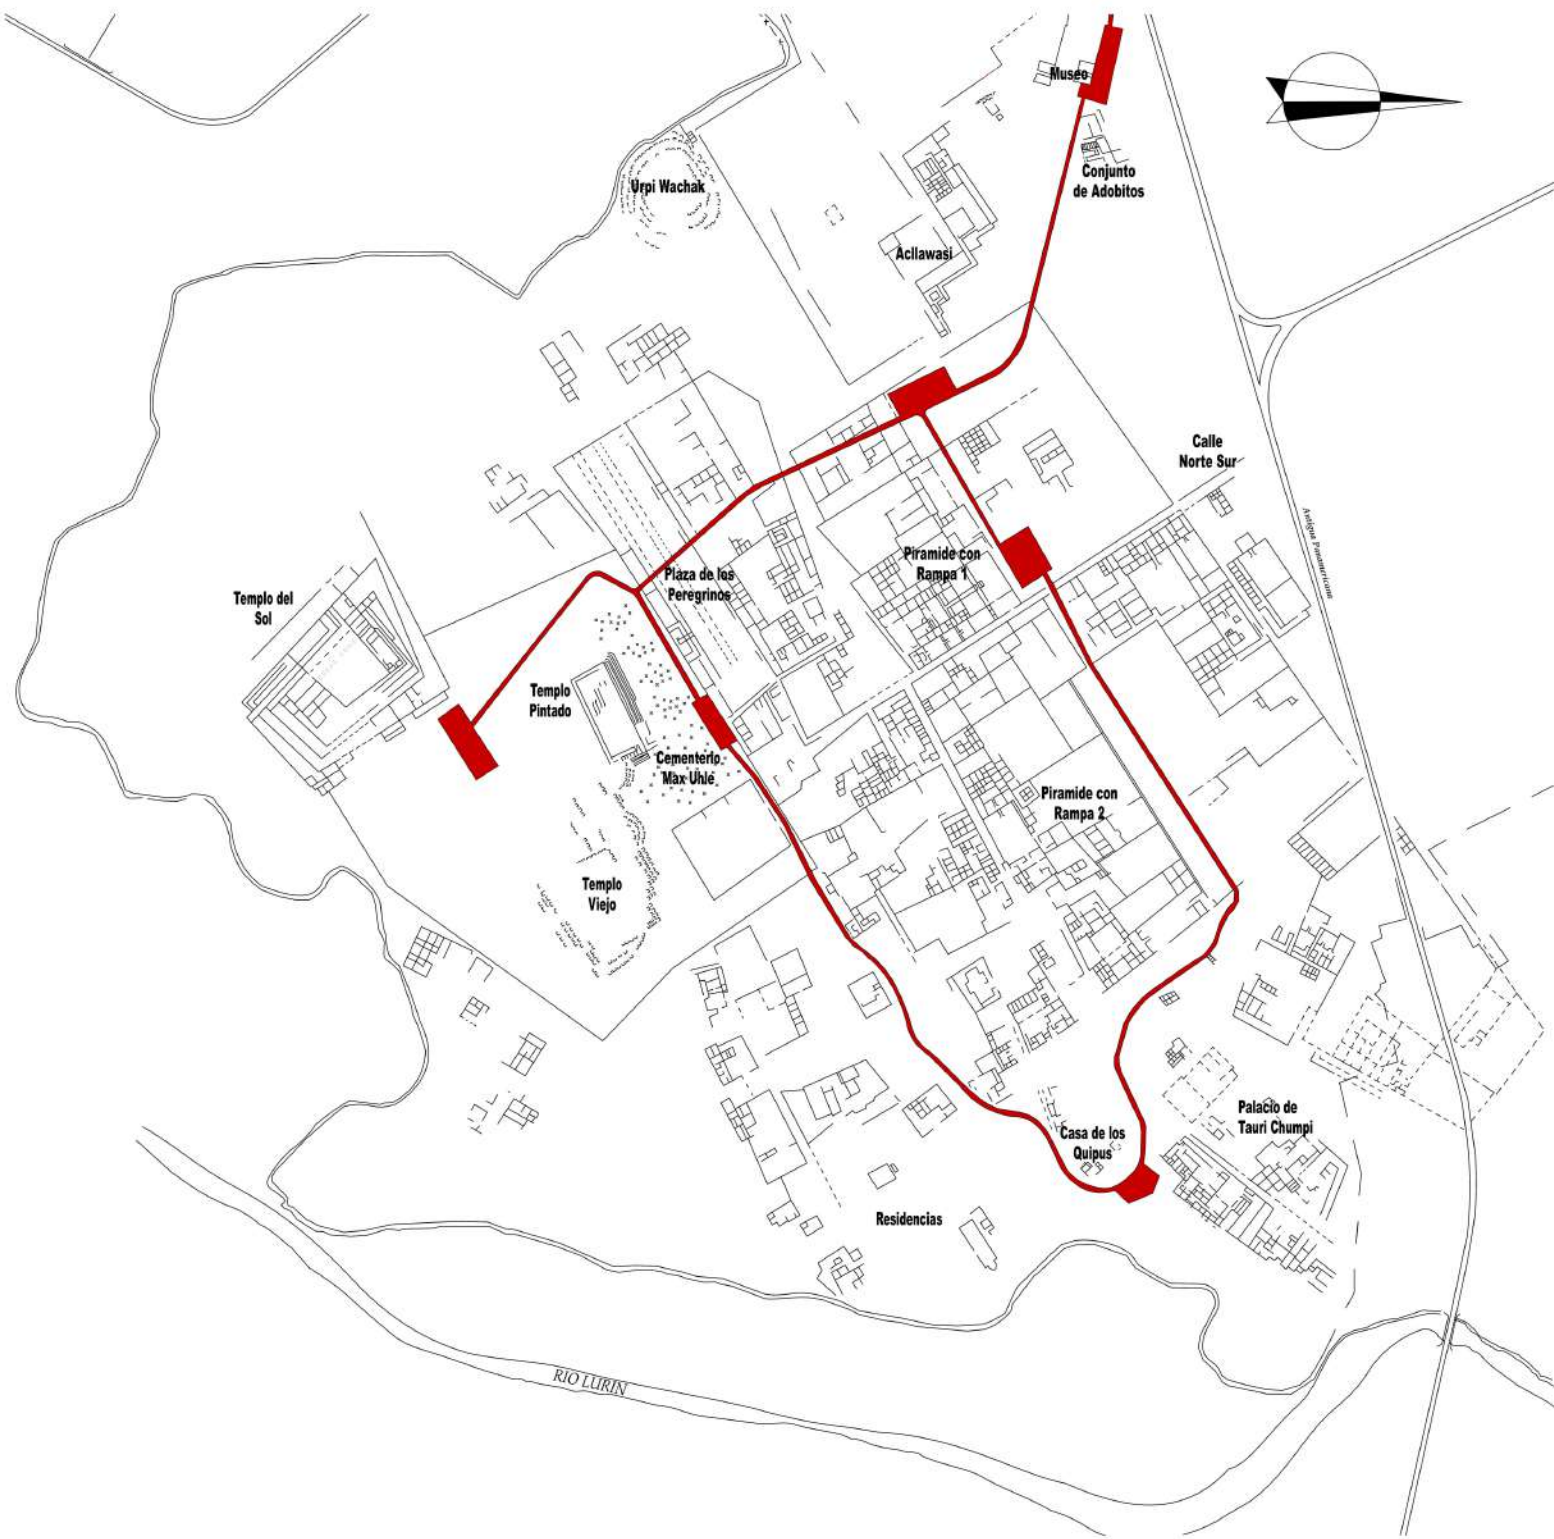 Museo
Conjunto
de Adobitos
Urpi Wachak
Acllawasi
Calle
Norte Sur
Antigua Panamericana
Piramide con
Rampa 1
Plaza de los
Peregrinos
Templo del
Sol
Templo
Pintado
Cementerio
Max Uhle
Piramide con
Rampa 2
Templo
Viejo
Palacio de
Tauri Chumpi
Casa de los
Quipus
Residencias
RIO LURIN